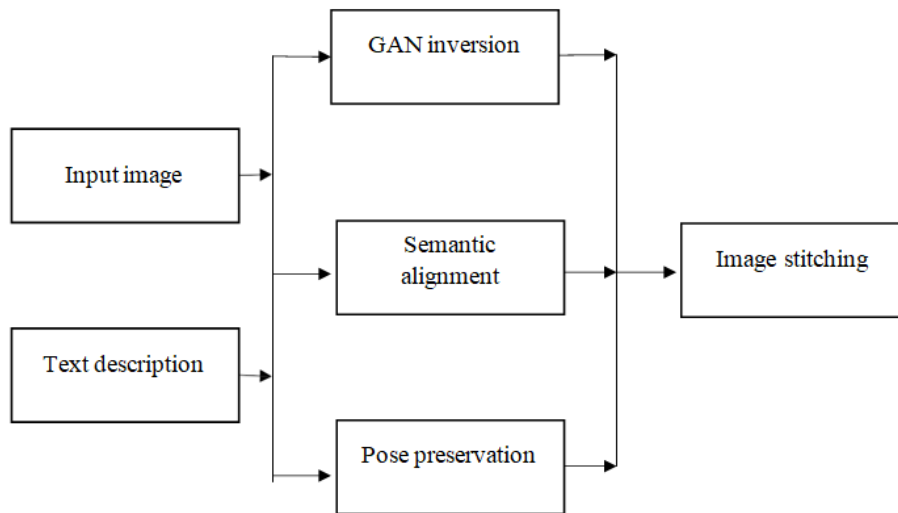 GAN inversion
Input image
Semantic
alignment
Image stitching
Text description
Pose preservation